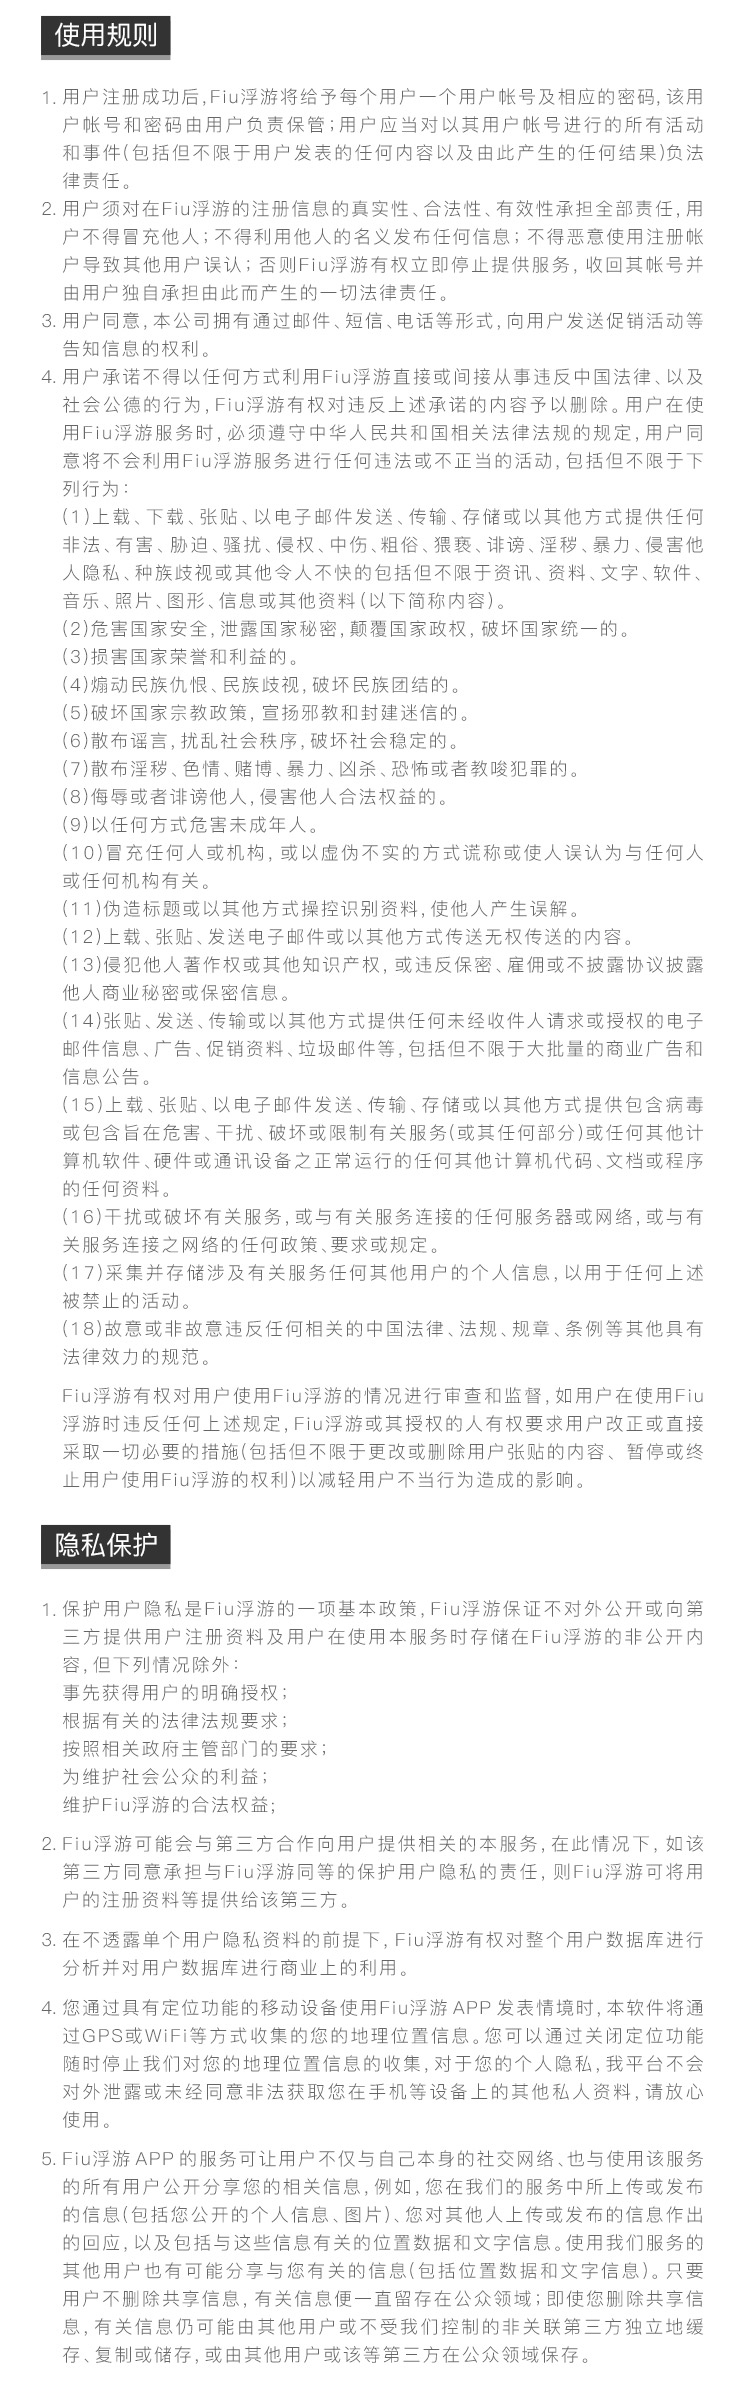 使用规则
1. 用户注册成功后,Fiu浮游将给予每个用户一个用户帐号及相应的密码,该用
户帐号和密码由用户负责保管;用户应当对以其用户帐号进行的所有活动
和事件(包括但不限于用户发表的任何内容以及由此产生的任何结果)负法
律责任。
2. 用户须对在Fiu浮游的注册信息的真实性、合法性、有效性承担全部责任,用
户不得冒充他人;不得利用他人的名义发布任何信息;不得恶意使用注册帐
户导致其他用户误认;否则Fiu浮游有权立即停止提供服务,收回其帐号并
由用户独自承担由此而产生的一切法律责任。
3. 用户同意,本公司拥有通过邮件、短信、电话等形式,向用户发送促销活动等
告知信息的权利。
4. 用户承诺不得以任何方式利用Fiu浮游直接或间接从事违反中国法律、以及
社会公德的行为,Fiu浮游有权对违反上述承诺的内容予以删除。用户在使
用Fiu浮游服务时,必须遵守中华人民共和国相关法律法规的规定,用户同
意将不会利用Fiu浮游服务进行任何违法或不正当的活动,包括但不限于下
列行为:
(1)上载、下载、张贴、以电子邮件发送、传输、存储或以其他方式提供任何
非法、有害、胁迫、骚扰、侵权、中伤、粗俗、猥亵、诽谤、淫秽、暴力、侵害他
人隐私、种族歧视或其他令人不快的包括但不限于资讯、资料、文字、软件、
音乐、照片、图形、信息或其他资料(以下简称内容)。
(2)危害国家安全,泄露国家秘密,颠覆国家政权,破坏国家统一的。
(3)损害国家荣誉和利益的。
(4)煽动民族仇恨、民族歧视,破坏民族团结的。
(5)破坏国家宗教政策,宣扬邪教和封建迷信的。
(6)散布谣言,扰乱社会秩序,破坏社会稳定的。
(7)散布淫秽、色情、赌博、暴力、凶杀、恐怖或者教唆犯罪的。
(8)侮辱或者诽谤他人,侵害他人合法权益的。
(9)以任何方式危害未成年人。
(10)冒充任何人或机构,或以虚伪不实的方式谎称或使人误认为与任何人
或任何机构有关。
(11)伪造标题或以其他方式操控识别资料,使他人产生误解。
(12)上载、张贴、发送电子邮件或以其他方式传送无权传送的内容。
(13)侵犯他人著作权或其他知识产权,或违反保密、雇佣或不披露协议披露
他人商业秘密或保密信息。
(14)张贴、发送、传输或以其他方式提供任何未经收件人请求或授权的电子
邮件信息、广告、促销资料、垃圾邮件等,包括但不限于大批量的商业广告和
信息公告。
(15)上载、张贴、以电子邮件发送、传输、存储或以其他方式提供包含病毒
或包含旨在危害、干扰、破坏或限制有关服务(或其任何部分)或任何其他计
算机软件、硬件或通讯设备之正常运行的任何其他计算机代码、文档或程序
的任何资料。
(16)干扰或破坏有关服务,或与有关服务连接的任何服务器或网络,或与有
关服务连接之网络的任何政策、要求或规定。
(17)采集并存储涉及有关服务任何其他用户的个人信息,以用于任何上述
被禁止的活动。
(18)故意或非故意违反任何相关的中国法律、法规、规章、条例等其他具有
法律效力的规范。
Fiu浮游有权对用户使用Fiu浮游的情况进行审查和监督,如用户在使用Fiu
浮游时违反任何上述规定,Fiu浮游或其授权的人有权要求用户改正或直接
采取一切必要的措施(包括但不限于更改或删除用户张贴的内容、暂停或终
止用户使用Fiu浮游的权利)以减轻用户不当行为造成的影响。
隐私保护
1. 保护用户隐私是Fiu浮游的一项基本政策,Fiu浮游保证不对外公开或向第
三方提供用户注册资料及用户在使用本服务时存储在Fiu浮游的非公开内
容,但下列情况除外:
事先获得用户的明确授权;
根据有关的法律法规要求;
按照相关政府主管部门的要求;
为维护社会公众的利益;
维护Fiu浮游的合法权益;
2. Fiu浮游可能会与第三方合作向用户提供相关的本服务,在此情况下,如该
第三方同意承担与Fiu浮游同等的保护用户隐私的责任,则Fiu浮游可将用
户的注册资料等提供给该第三方。
3. 在不透露单个用户隐私资料的前提下,Fiu浮游有权对整个用户数据库进行
分析并对用户数据库进行商业上的利用。
4. 您通过具有定位功能的移动设备使用Fiu浮游 APP 发表情境时,本软件将通
过GPS或WiFi等方式收集的您的地理位置信息。您可以通过关闭定位功能
随时停止我们对您的地理位置信息的收集,对于您的个人隐私,我平台不会
对外泄露或未经同意非法获取您在手机等设备上的其他私人资料,请放心
使用。
5. Fiu浮游 APP 的服务可让用户不仅与自己本身的社交网络、也与使用该服务
的所有用户公开分享您的相关信息,例如,您在我们的服务中所上传或发布
的信息(包括您公开的个人信息、图片)、您对其他人上传或发布的信息作出
的回应,以及包括与这些信息有关的位置数据和文字信息。使用我们服务的
其他用户也有可能分享与您有关的信息(包括位置数据和文字信息)。只要
用户不删除共享信息,有关信息便一直留存在公众领域;即使您删除共享信
息,有关信息仍可能由其他用户或不受我们控制的非关联第三方独立地缓
存、复制或储存,或由其他用户或该等第三方在公众领域保存。